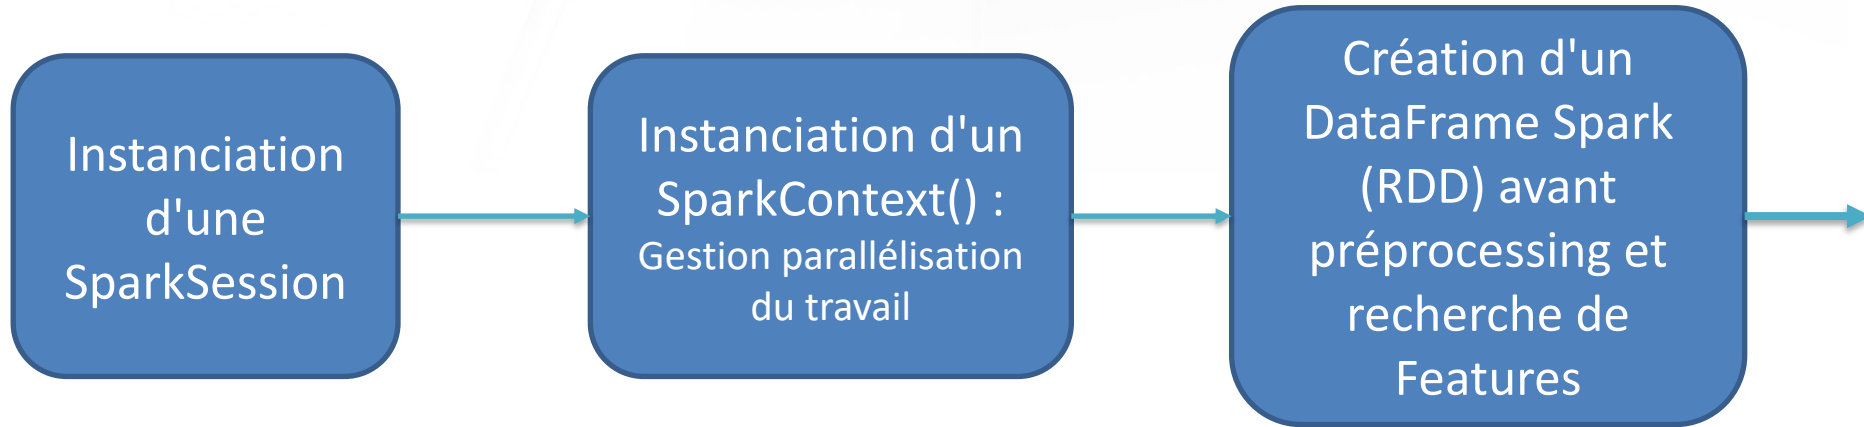 Instanciation
d'une
SparkSession
Instanciation d'un
SparkContext() :
Gestion parallélisation
du travail
Création d'un
DataFrame Spark
(RDD) avant
préprocessing et
recherche de
Features